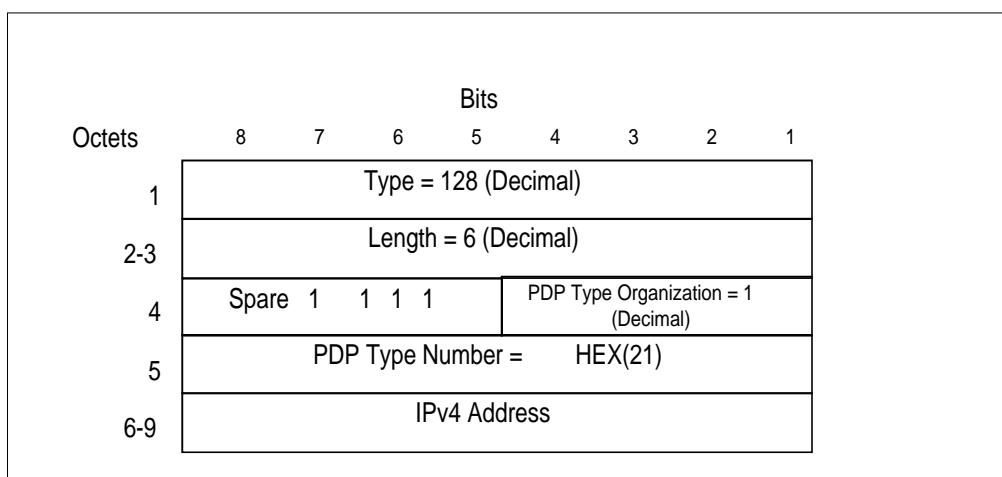 Bits
Octets 8 7 6 5 4 3 2 1
1 Type = 128 (Decimal)
2-3 Length = 6 (Decimal)
4 Spare 1 1 1 1 PDP Type Organization = 1
(Decimal)
5 PDP Type Number = HEX(21)
6-9 IPv4 Address